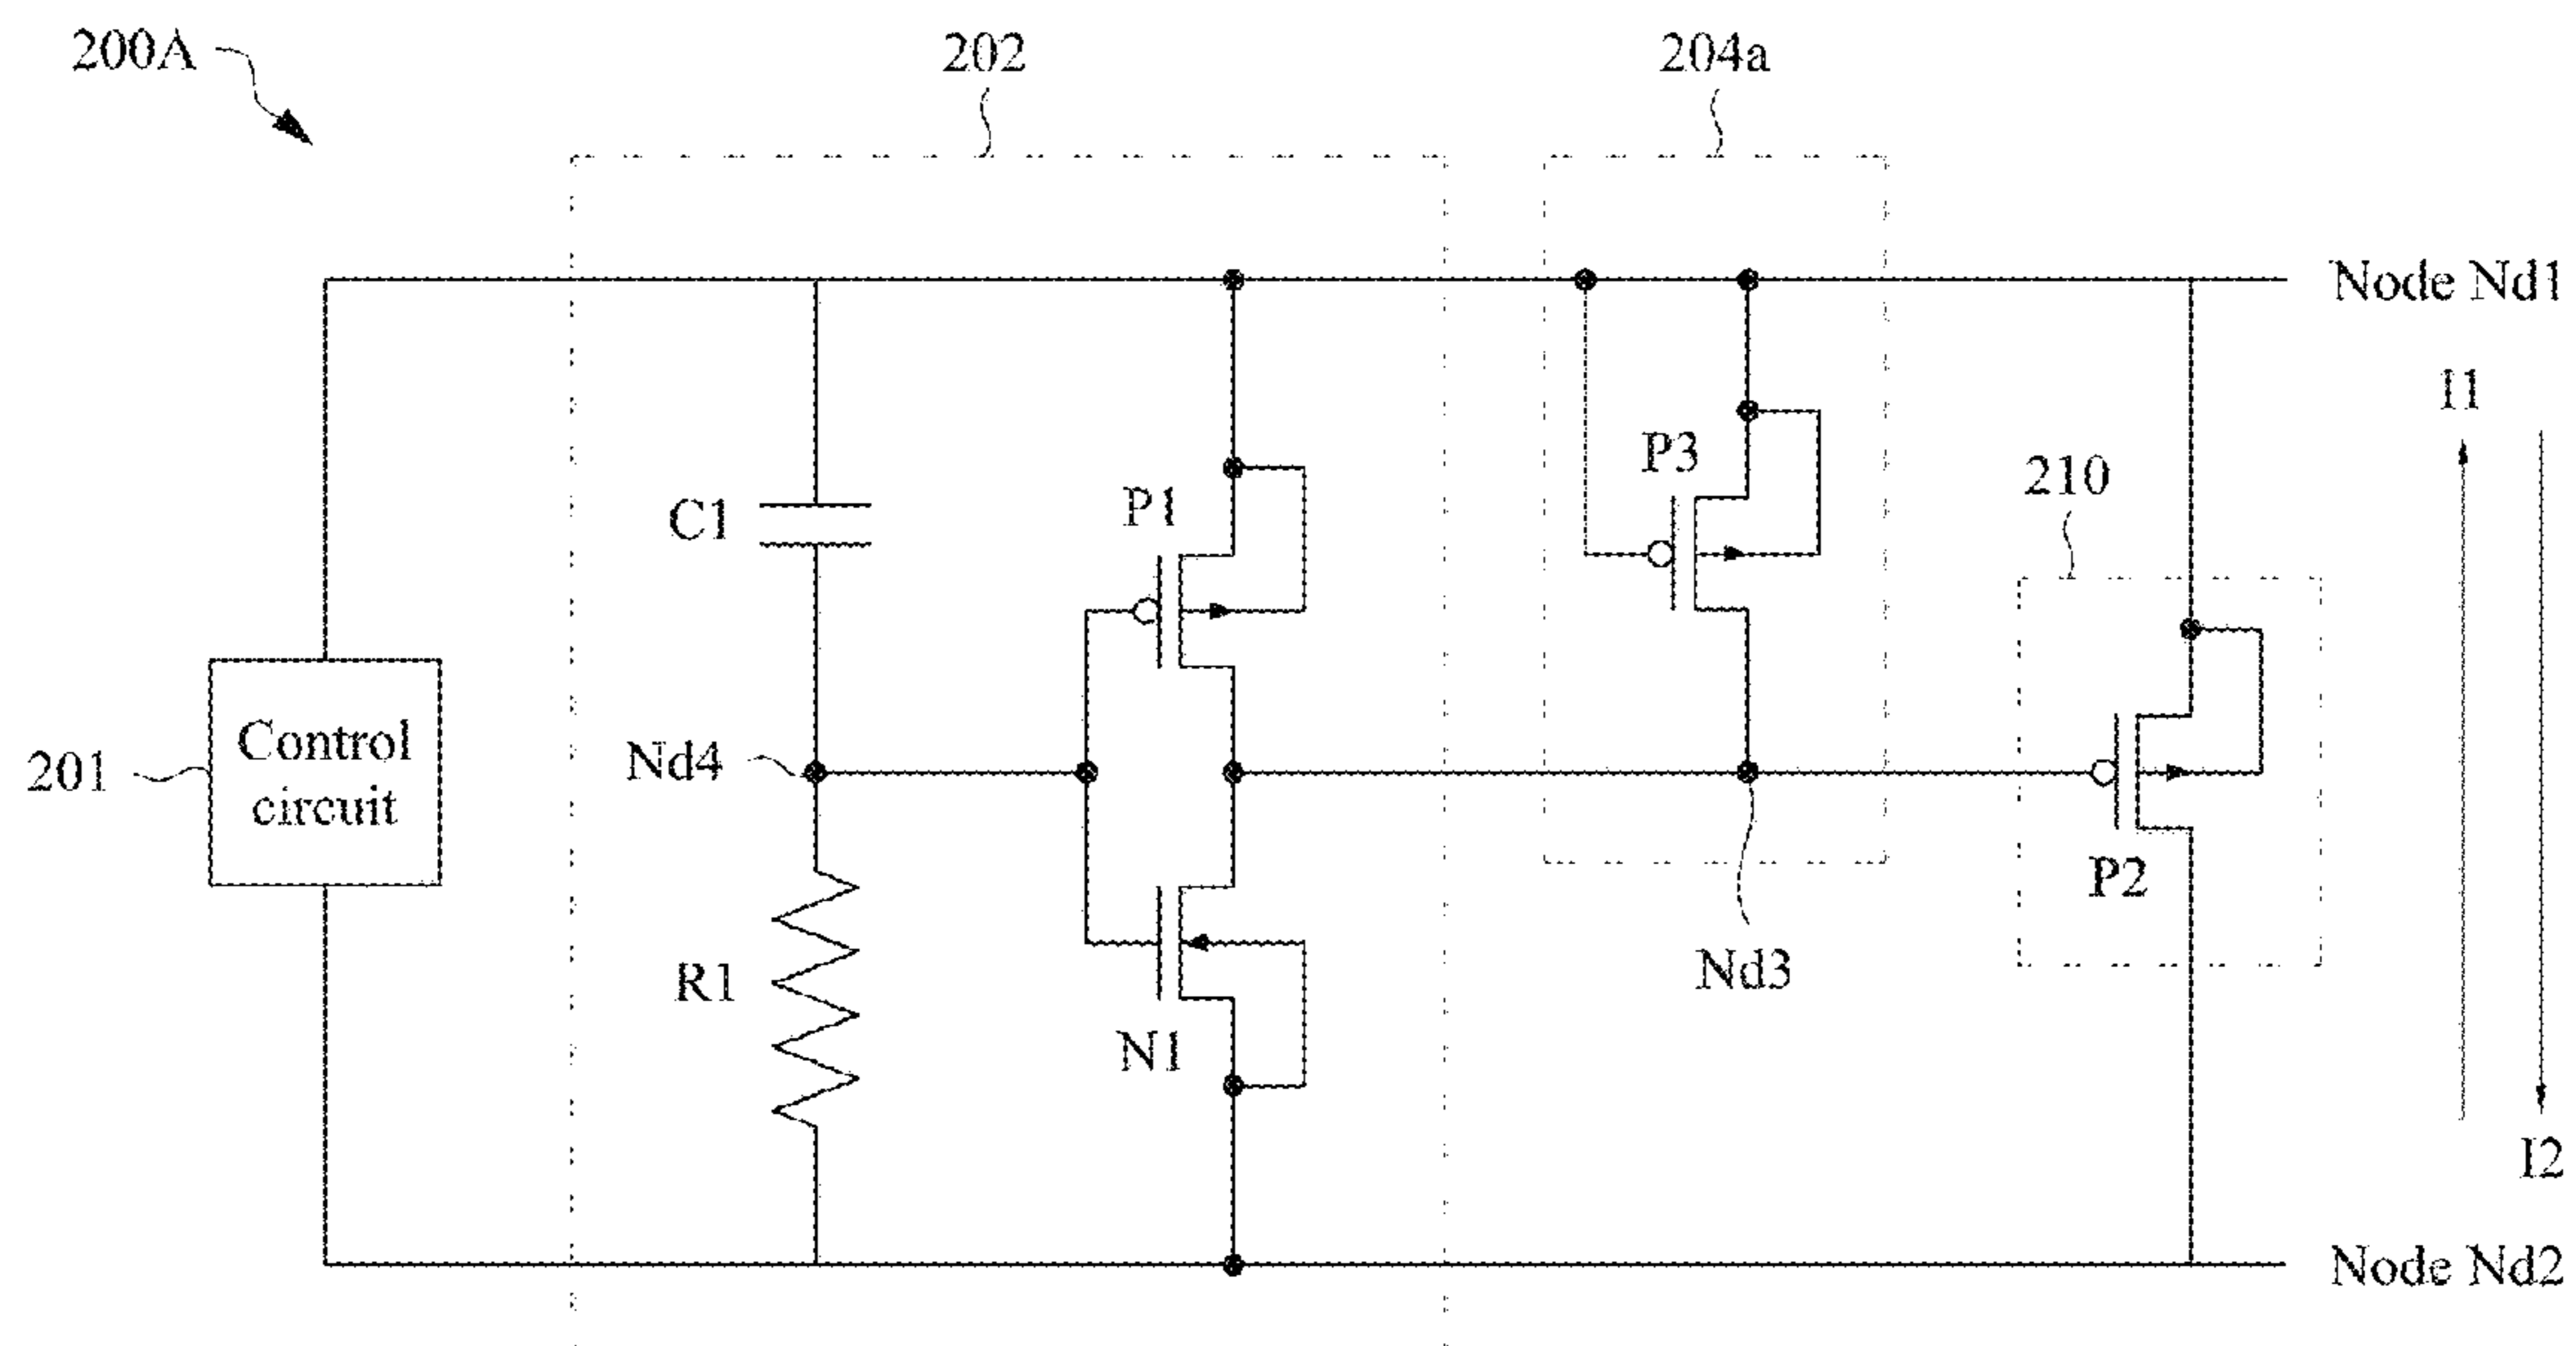 200A
202
204a
Node Nd1
I1
P3
210
P1
C1
Control
circuit
201
Nd4
P2
Nd3
R1
N1
I2
Node Nd2